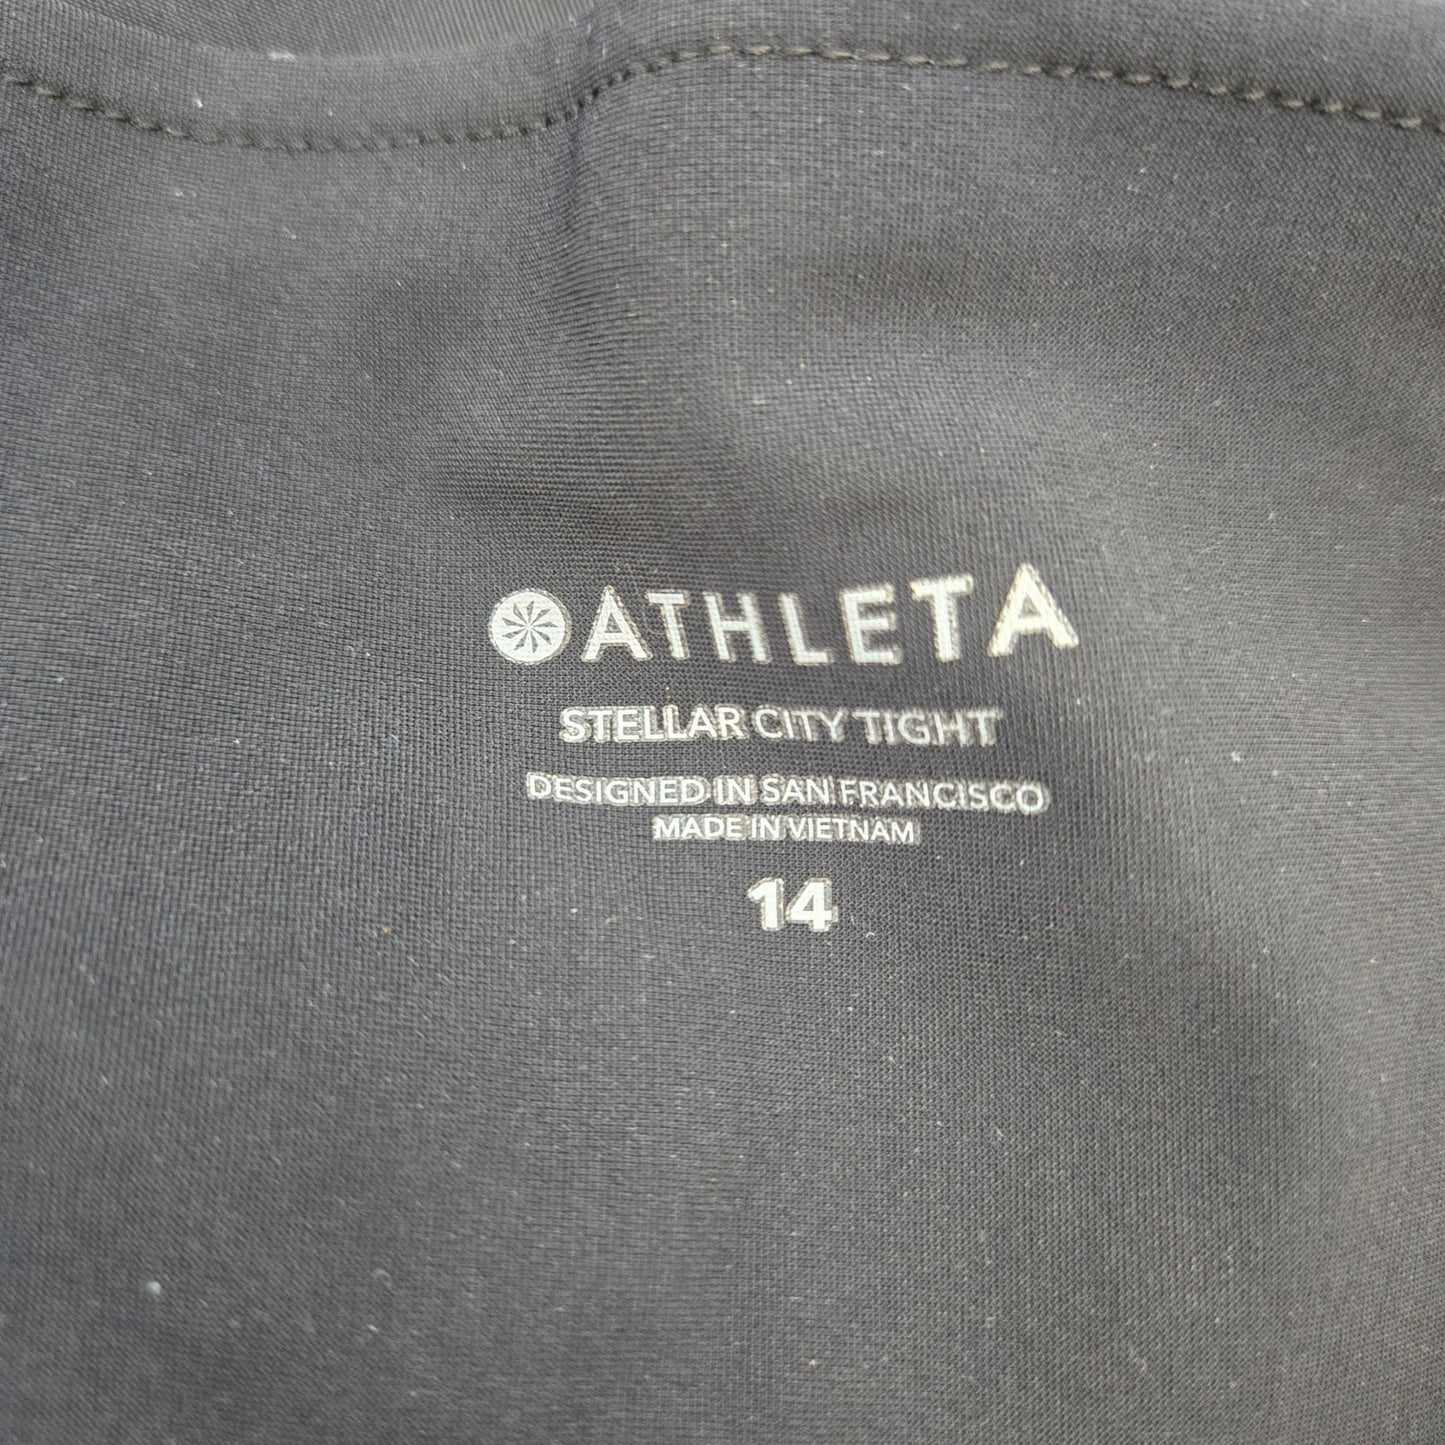 ATHLETA
STELLAR CITY TIGHT
DESIGNED IN SAN FRANCISCO
MADE IN VIETNAM
14